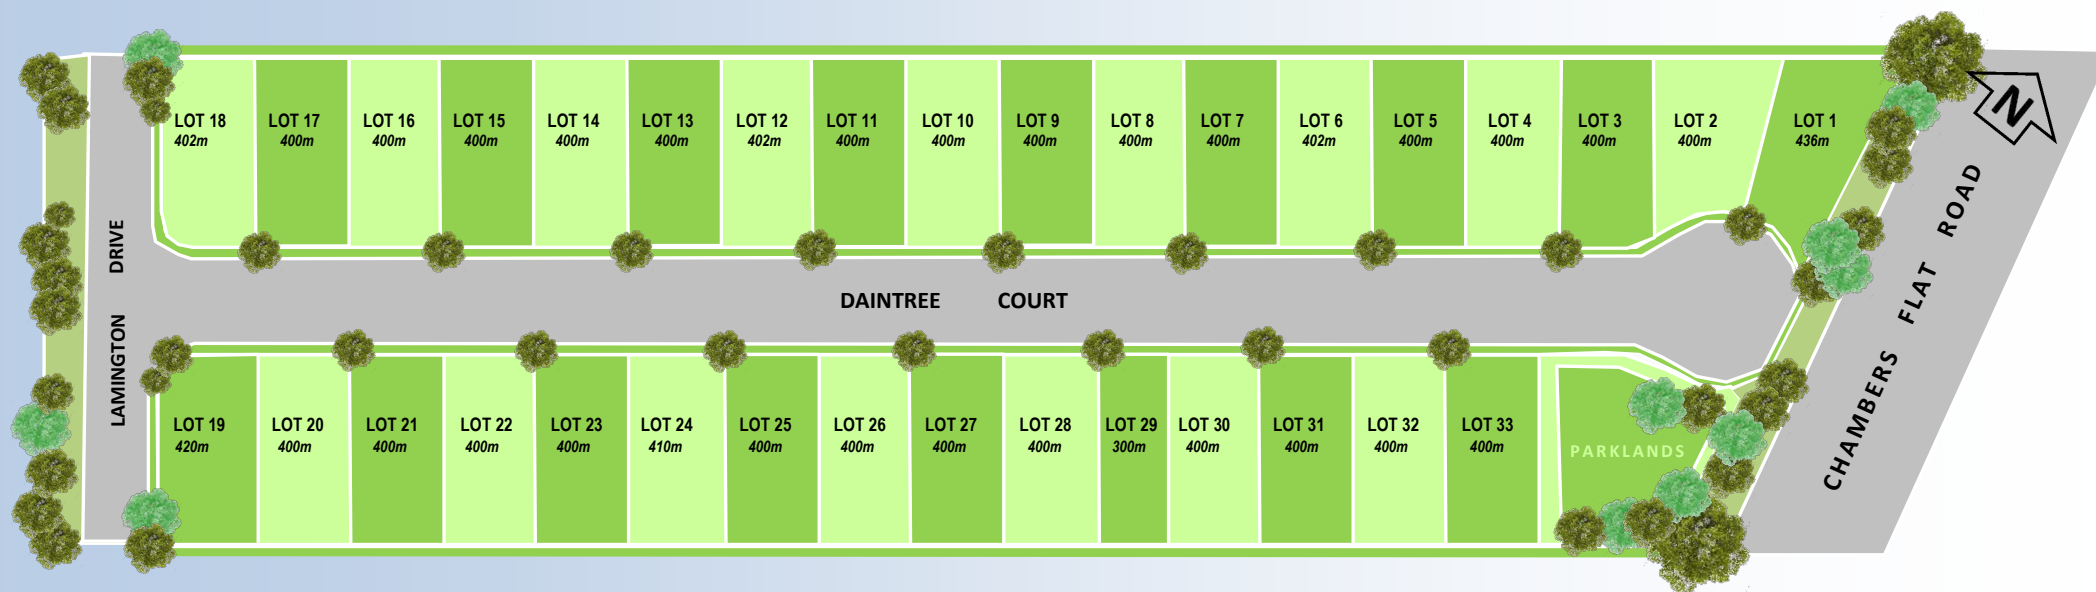 LOT 18
402m
LOT 17
400m
LOT 16
400m
LOT 15
400m
LOT 14
400m
LOT 13
400m
LOT 12
402m
LOT 11
400m
LOT 10
400m
LOT 9
400m
LOT 8
400m
LOT 7
400m
LOT 6
402m
LOT 5
400m
LOT 4
400m
LOT 3
400m
LOT 2
400m
LOT 1
436m
N
LAMINGTON DRIVE
DAINTREE COURT
CHAMBERS FLAT ROAD
LOT 19
420m
LOT 20
400m
LOT 21
400m
LOT 22
400m
LOT 23
400m
LOT 24
410m
LOT 25
400m
LOT 26
400m
LOT 27
400m
LOT 28
400m
LOT 29
300m
LOT 30
400m
LOT 31
400m
LOT 32
400m
LOT 33
400m
PARKLANDS